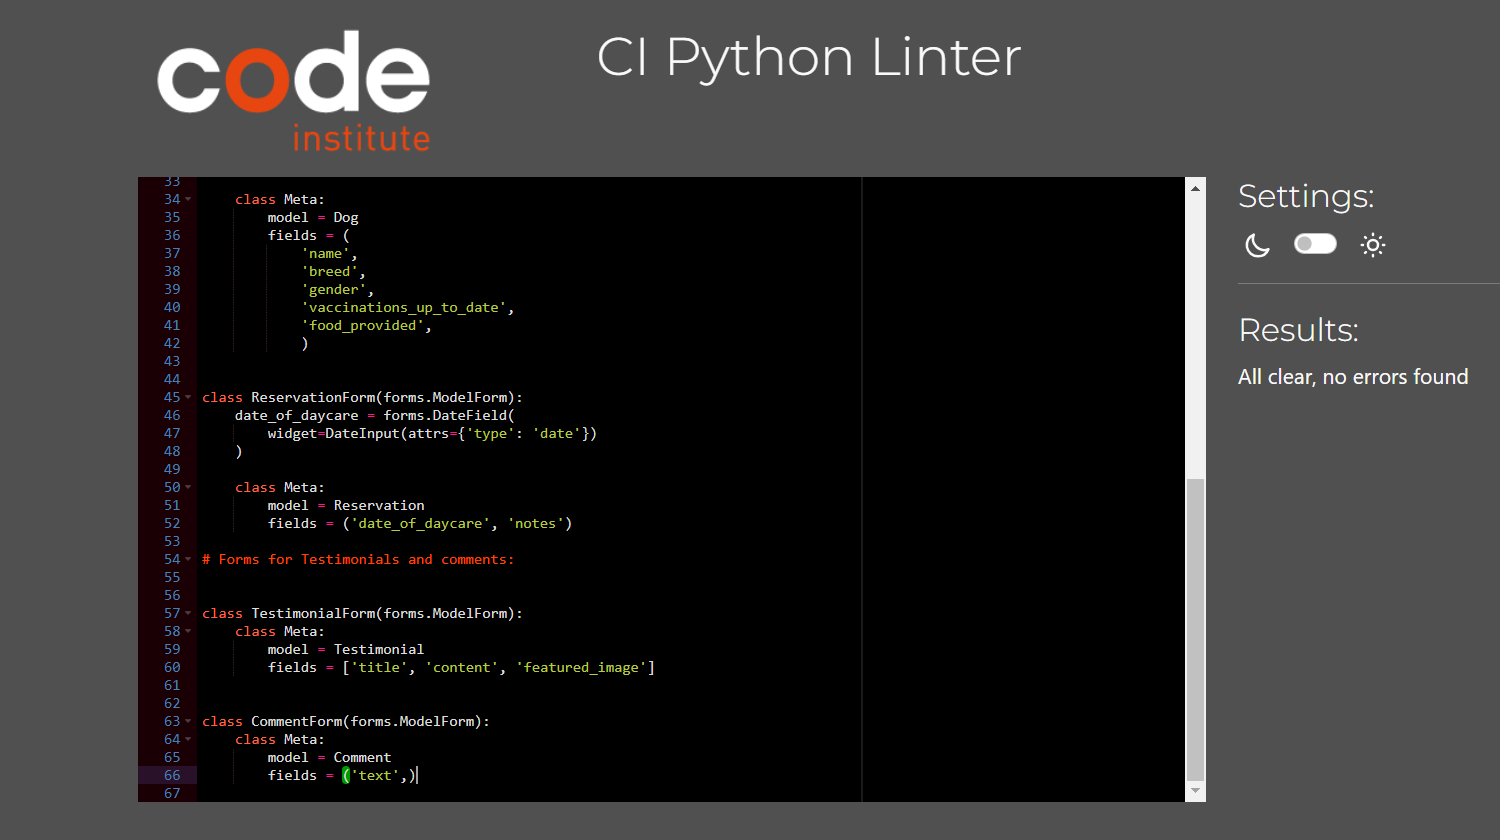 code
institute
CI Python Linter
33
34 class Meta:
35 model = Dog
36 fields = (
37 'name',
38 'breed',
39 'gender',
40 'vaccinations_up_to_date',
41 'food_provided',
42 )
43
44
45 class ReservationForm(forms.ModelForm):
46 date_of_daycare = forms.DateField(
47 widget=DateInput(attrs={'type': 'date'})
48 )
49
50 class Meta:
51 model = Reservation
52 fields = ('date_of_daycare', 'notes')
53
54 # Forms for Testimonials and comments:
55
56
57 class TestimonialForm(forms.ModelForm):
58 class Meta:
59 model = Testimonial
60 fields = ['title', 'content', 'featured_image']
61
62
63 class CommentForm(forms.ModelForm):
64 class Meta:
65 model = Comment
66 fields = ('text',)
67
Settings:
Results:
All clear, no errors found